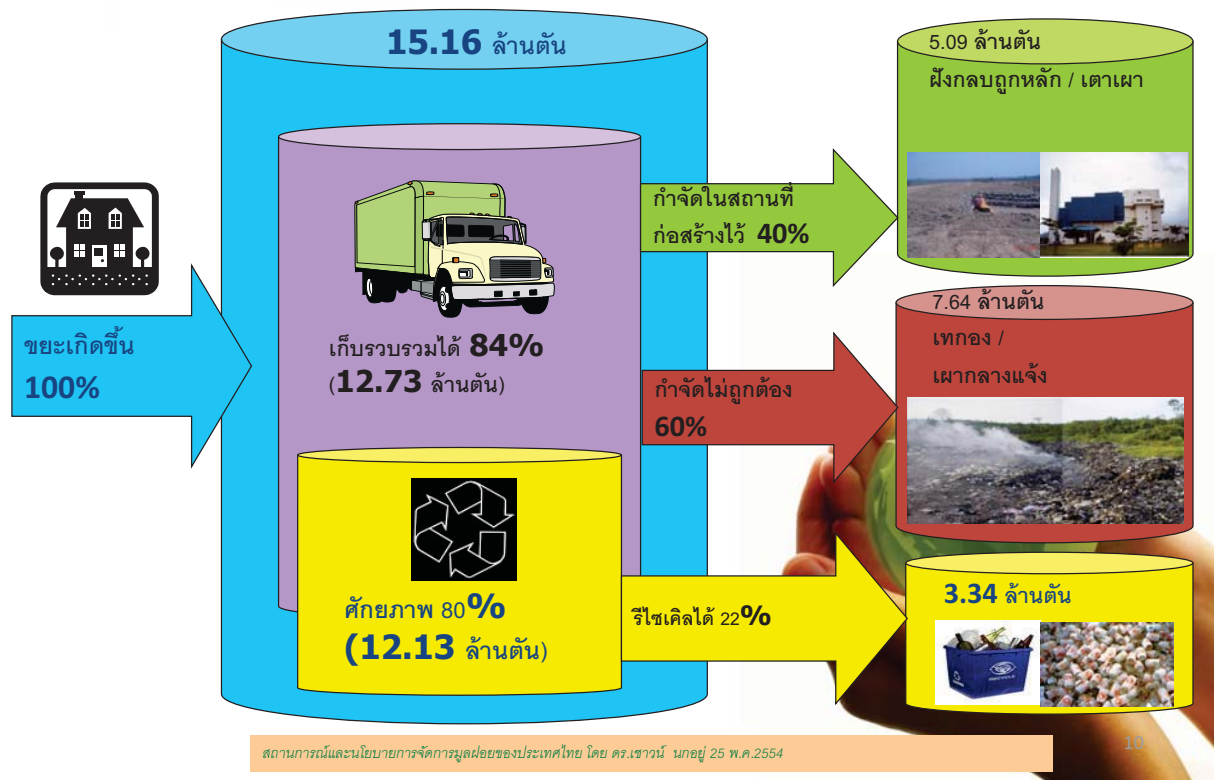 15.16 ล้านตัน
5.09 ล้านตัน
ฝังกลบถูกหลัก / เตาเผา
กำจัดในสถานที่
ก่อสร้างไว้ 40%
ขยะเกิดขึ้น
100%
เก็บรวบรวมได้ 84%
(12.73 ล้านตัน)
7.64 ล้านตัน
เทกอง /
เผากลางแจ้ง
กำจัดไม่ถูกต้อง
60%
ศักยภาพ 80%
(12.13 ล้านตัน)
รีไซเคิลได้ 22%
3.34 ล้านตัน
RECYCLE
สถานการณ์และนโยบายการจัดการมูลฝอยของประเทศไทย โดย ดร.เชาวน์ นกอยู่ 25 พ.ค.2554
10